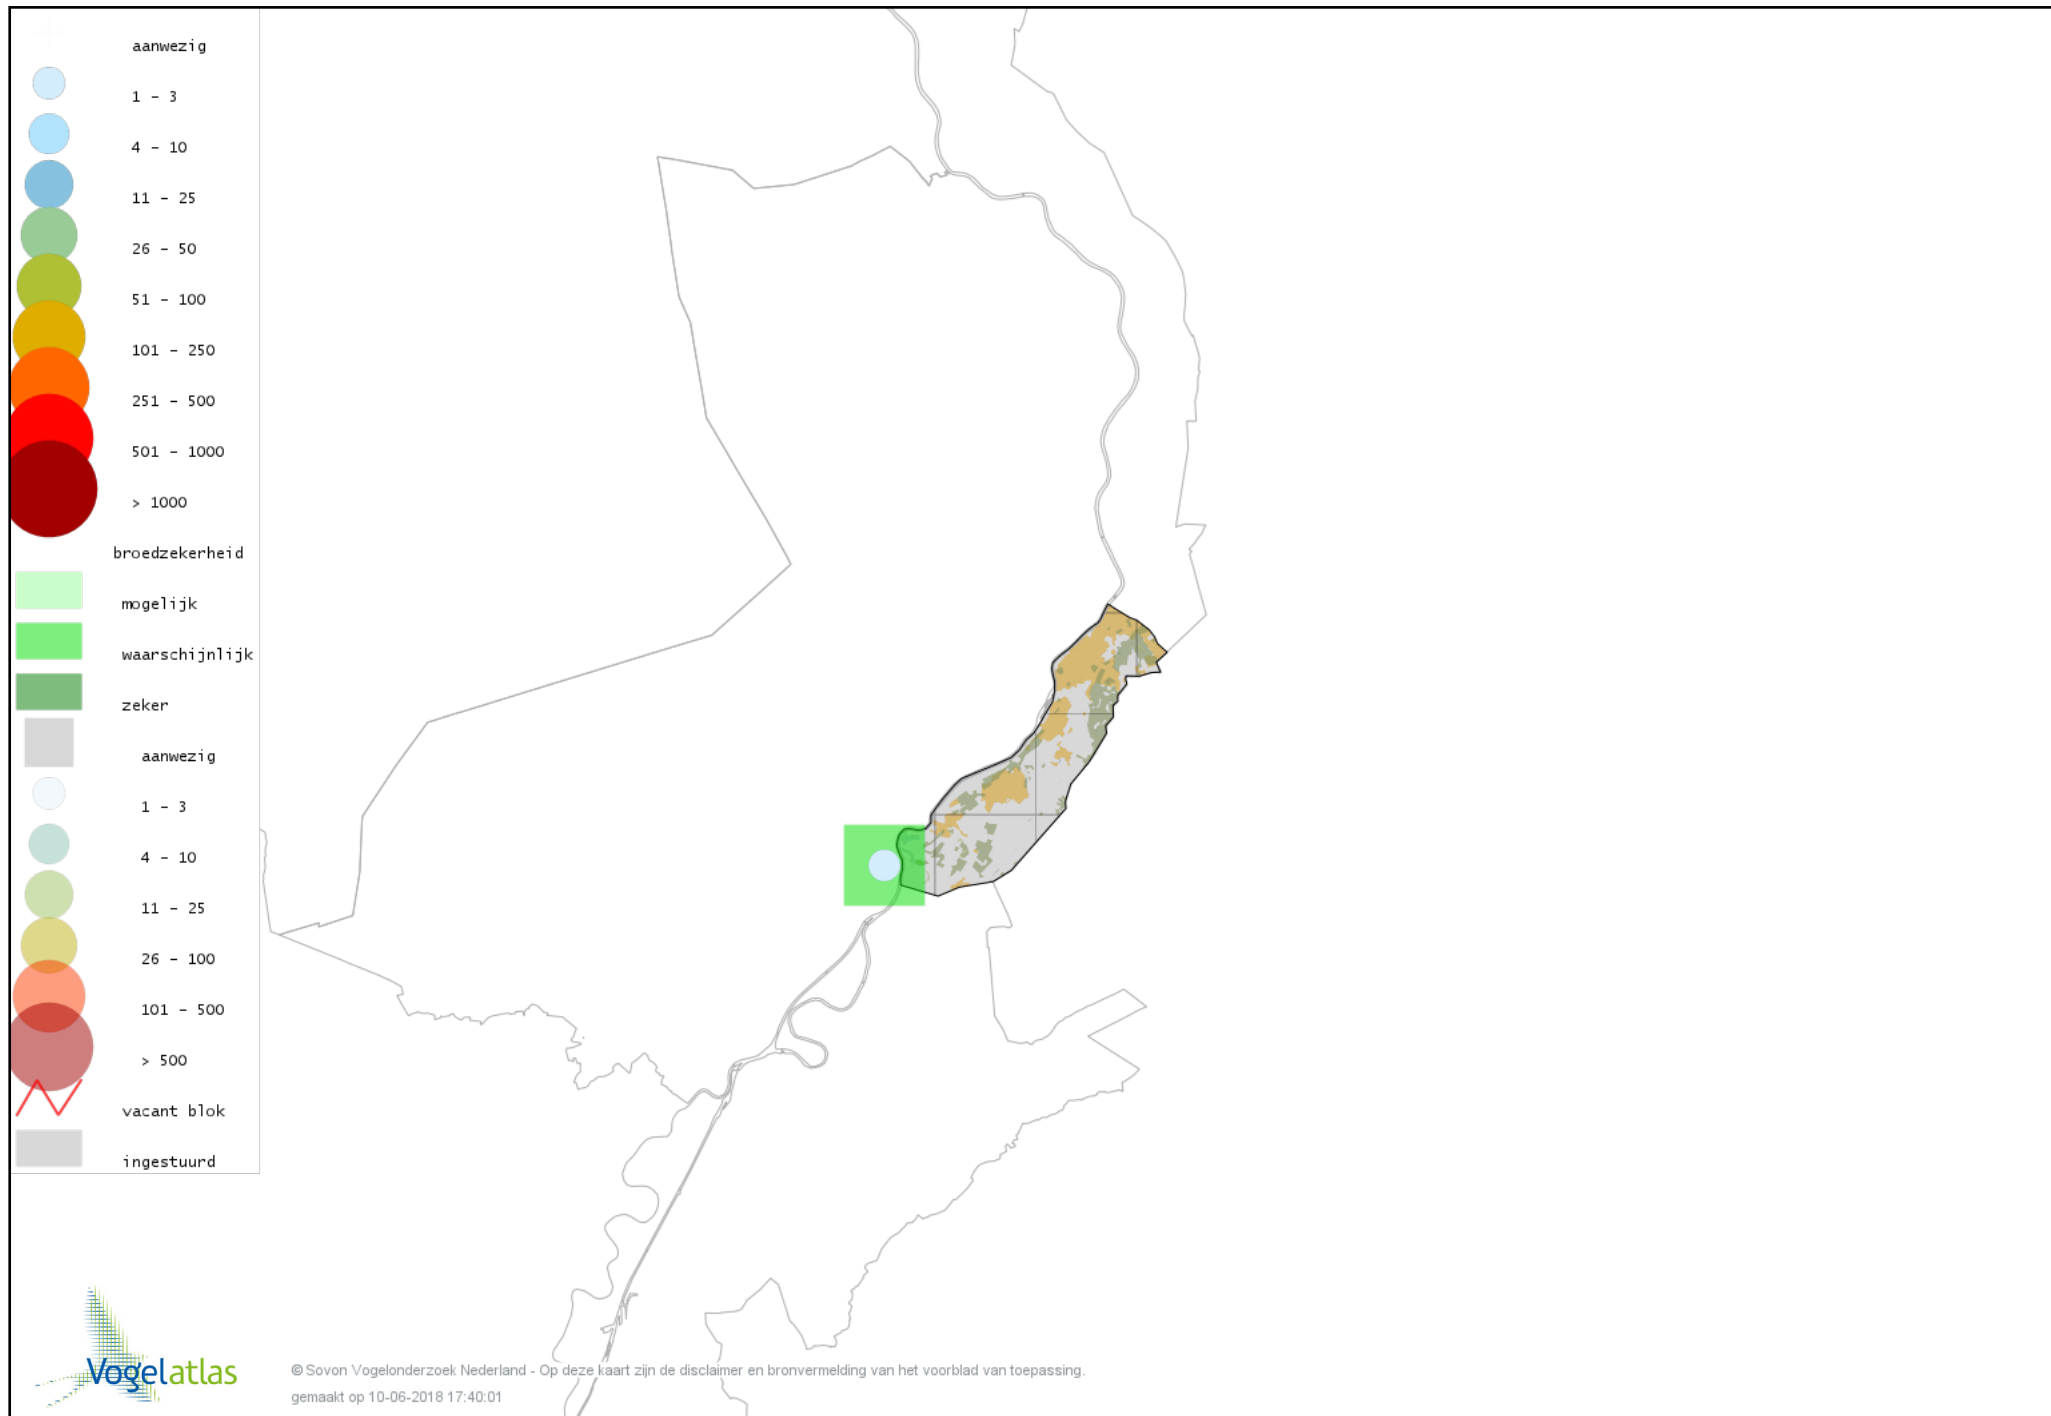 aanwezig
1 - 3
4 - 10
11 - 25
26 - 50
51 - 100
101 - 250
251 - 500
501 - 1000
> 1000
broedzekerheid
mogelijk
waarschijnlijk
zeker
aanwezig
1 - 3
4 - 10
11 - 25
26 - 100
101 - 500
> 500
vacant blok
ingestuurd
Vogelatlas
© Sovon Vogelonderzoek Nederland - Op deze kaart zijn de disclaimer en bronvermelding van het voorblad van toepassing.
gemaakt op 10-06-2018 17:40:01